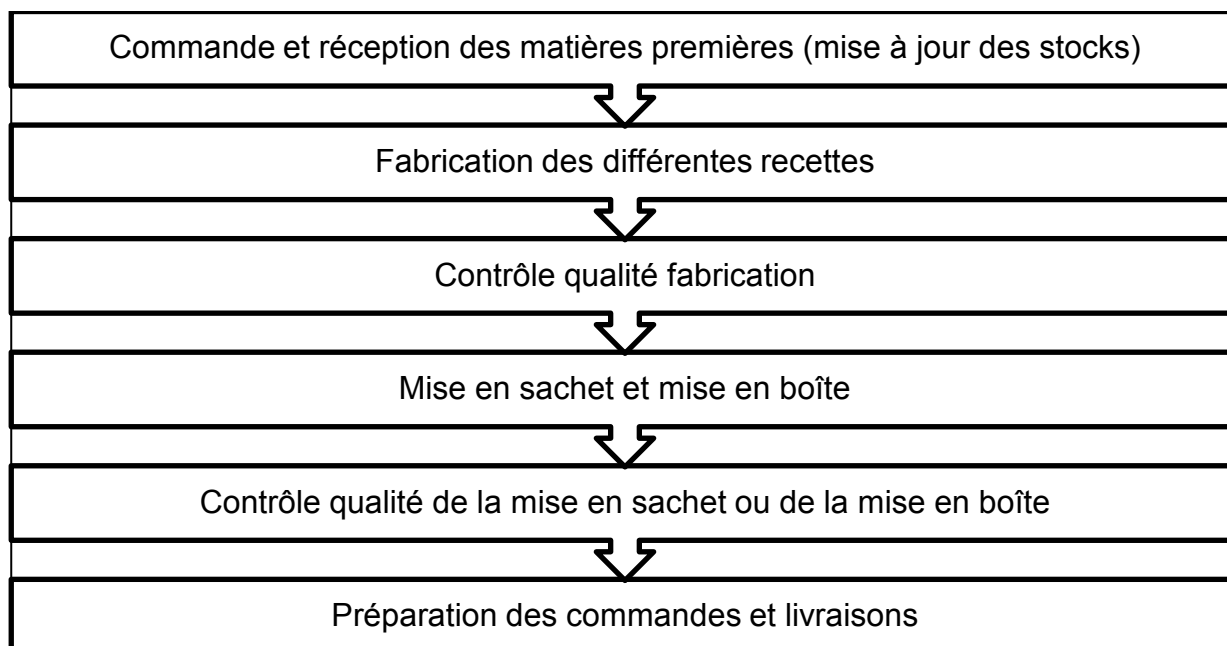 Commande et réception des matières premières (mise à jour des stocks)
Fabrication des différentes recettes
Contrôle qualité fabrication
Mise en sachet et mise en boîte
Contrôle qualité de la mise en sachet ou de la mise en boîte
Préparation des commandes et livraisons